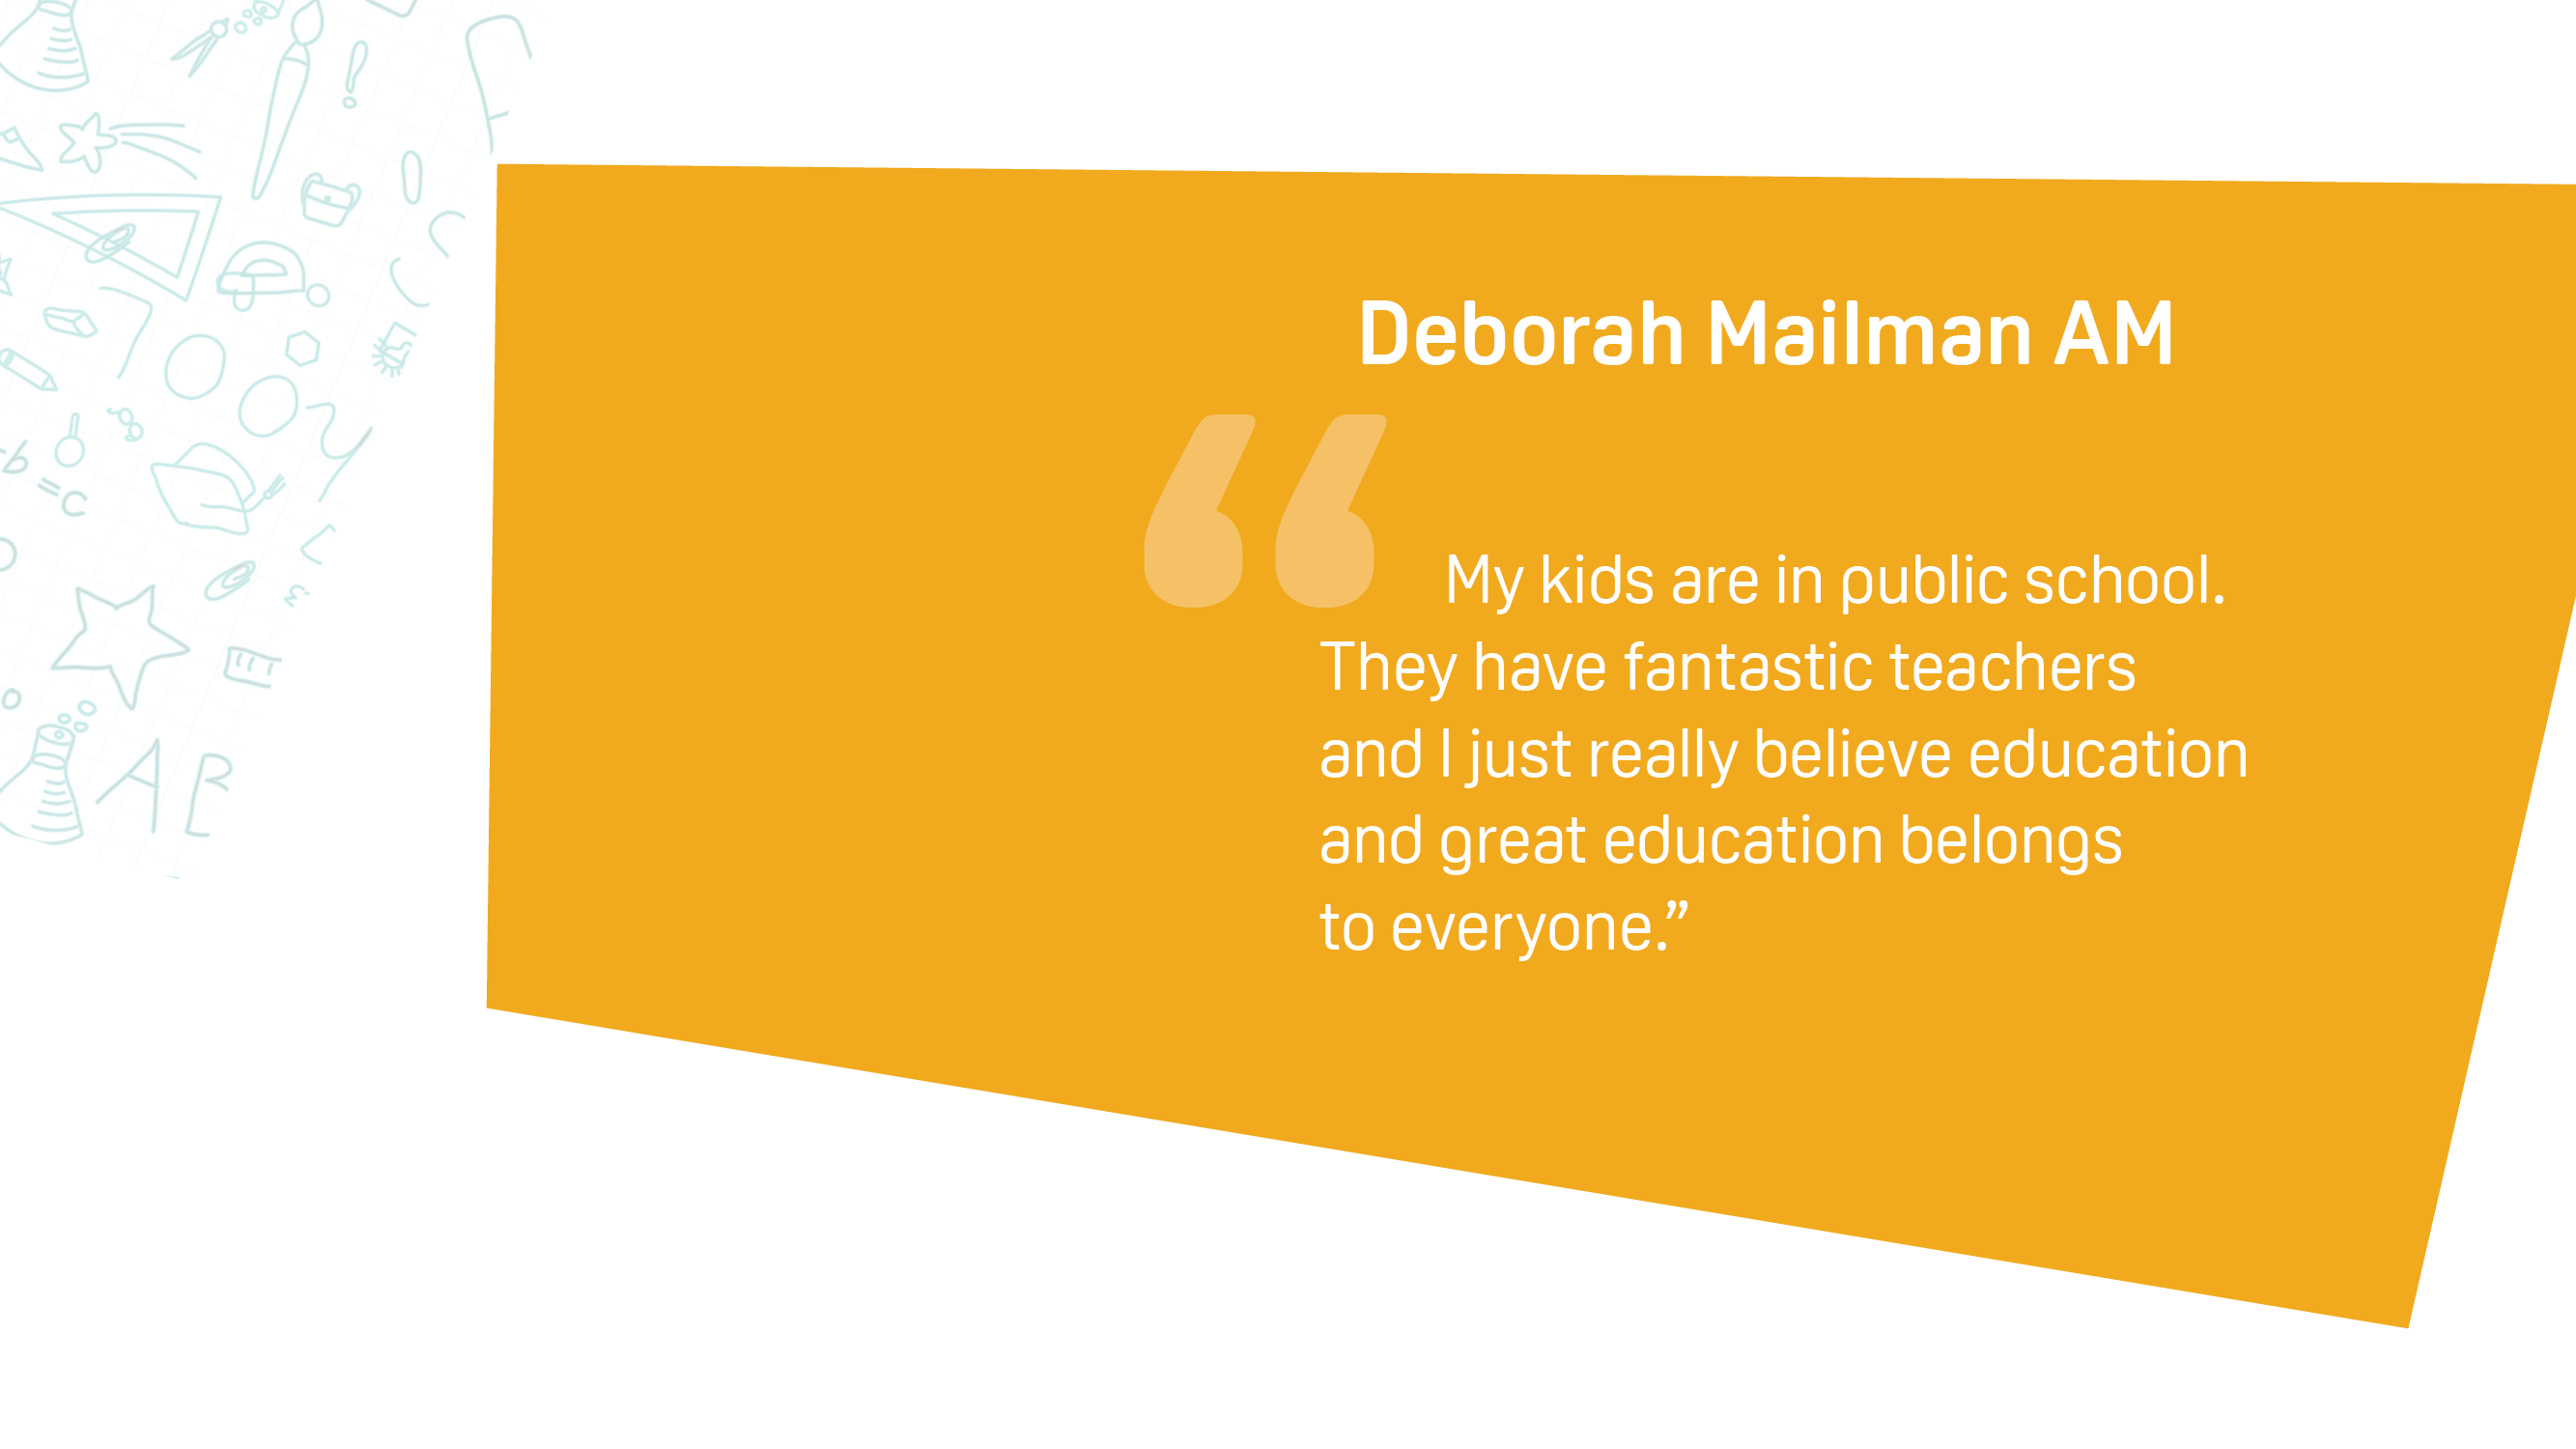 Deborah Mailman AM
“ My kids are in public school.
They have fantastic teachers
and I just really believe education
and great education belongs
to everyone.”
b
=c
A B